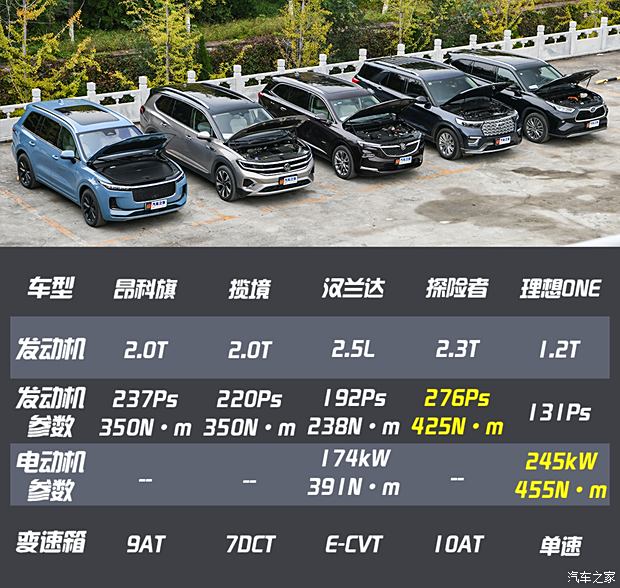 车型 昂科旗 揽境 汉兰达 探险者 理想ONE
发动机 2.0T 2.0T 2.5L 2.3T 1.2T
发动机参数 237Ps 350N·m 220Ps 350N·m 192Ps 238N·m 276Ps 425N·m 131Ps
电动机参数 -- -- 174kW 391N·m -- 245kW 455N·m
变速箱 9AT 7DCT E-CVT 10AT 单速
汽车之家